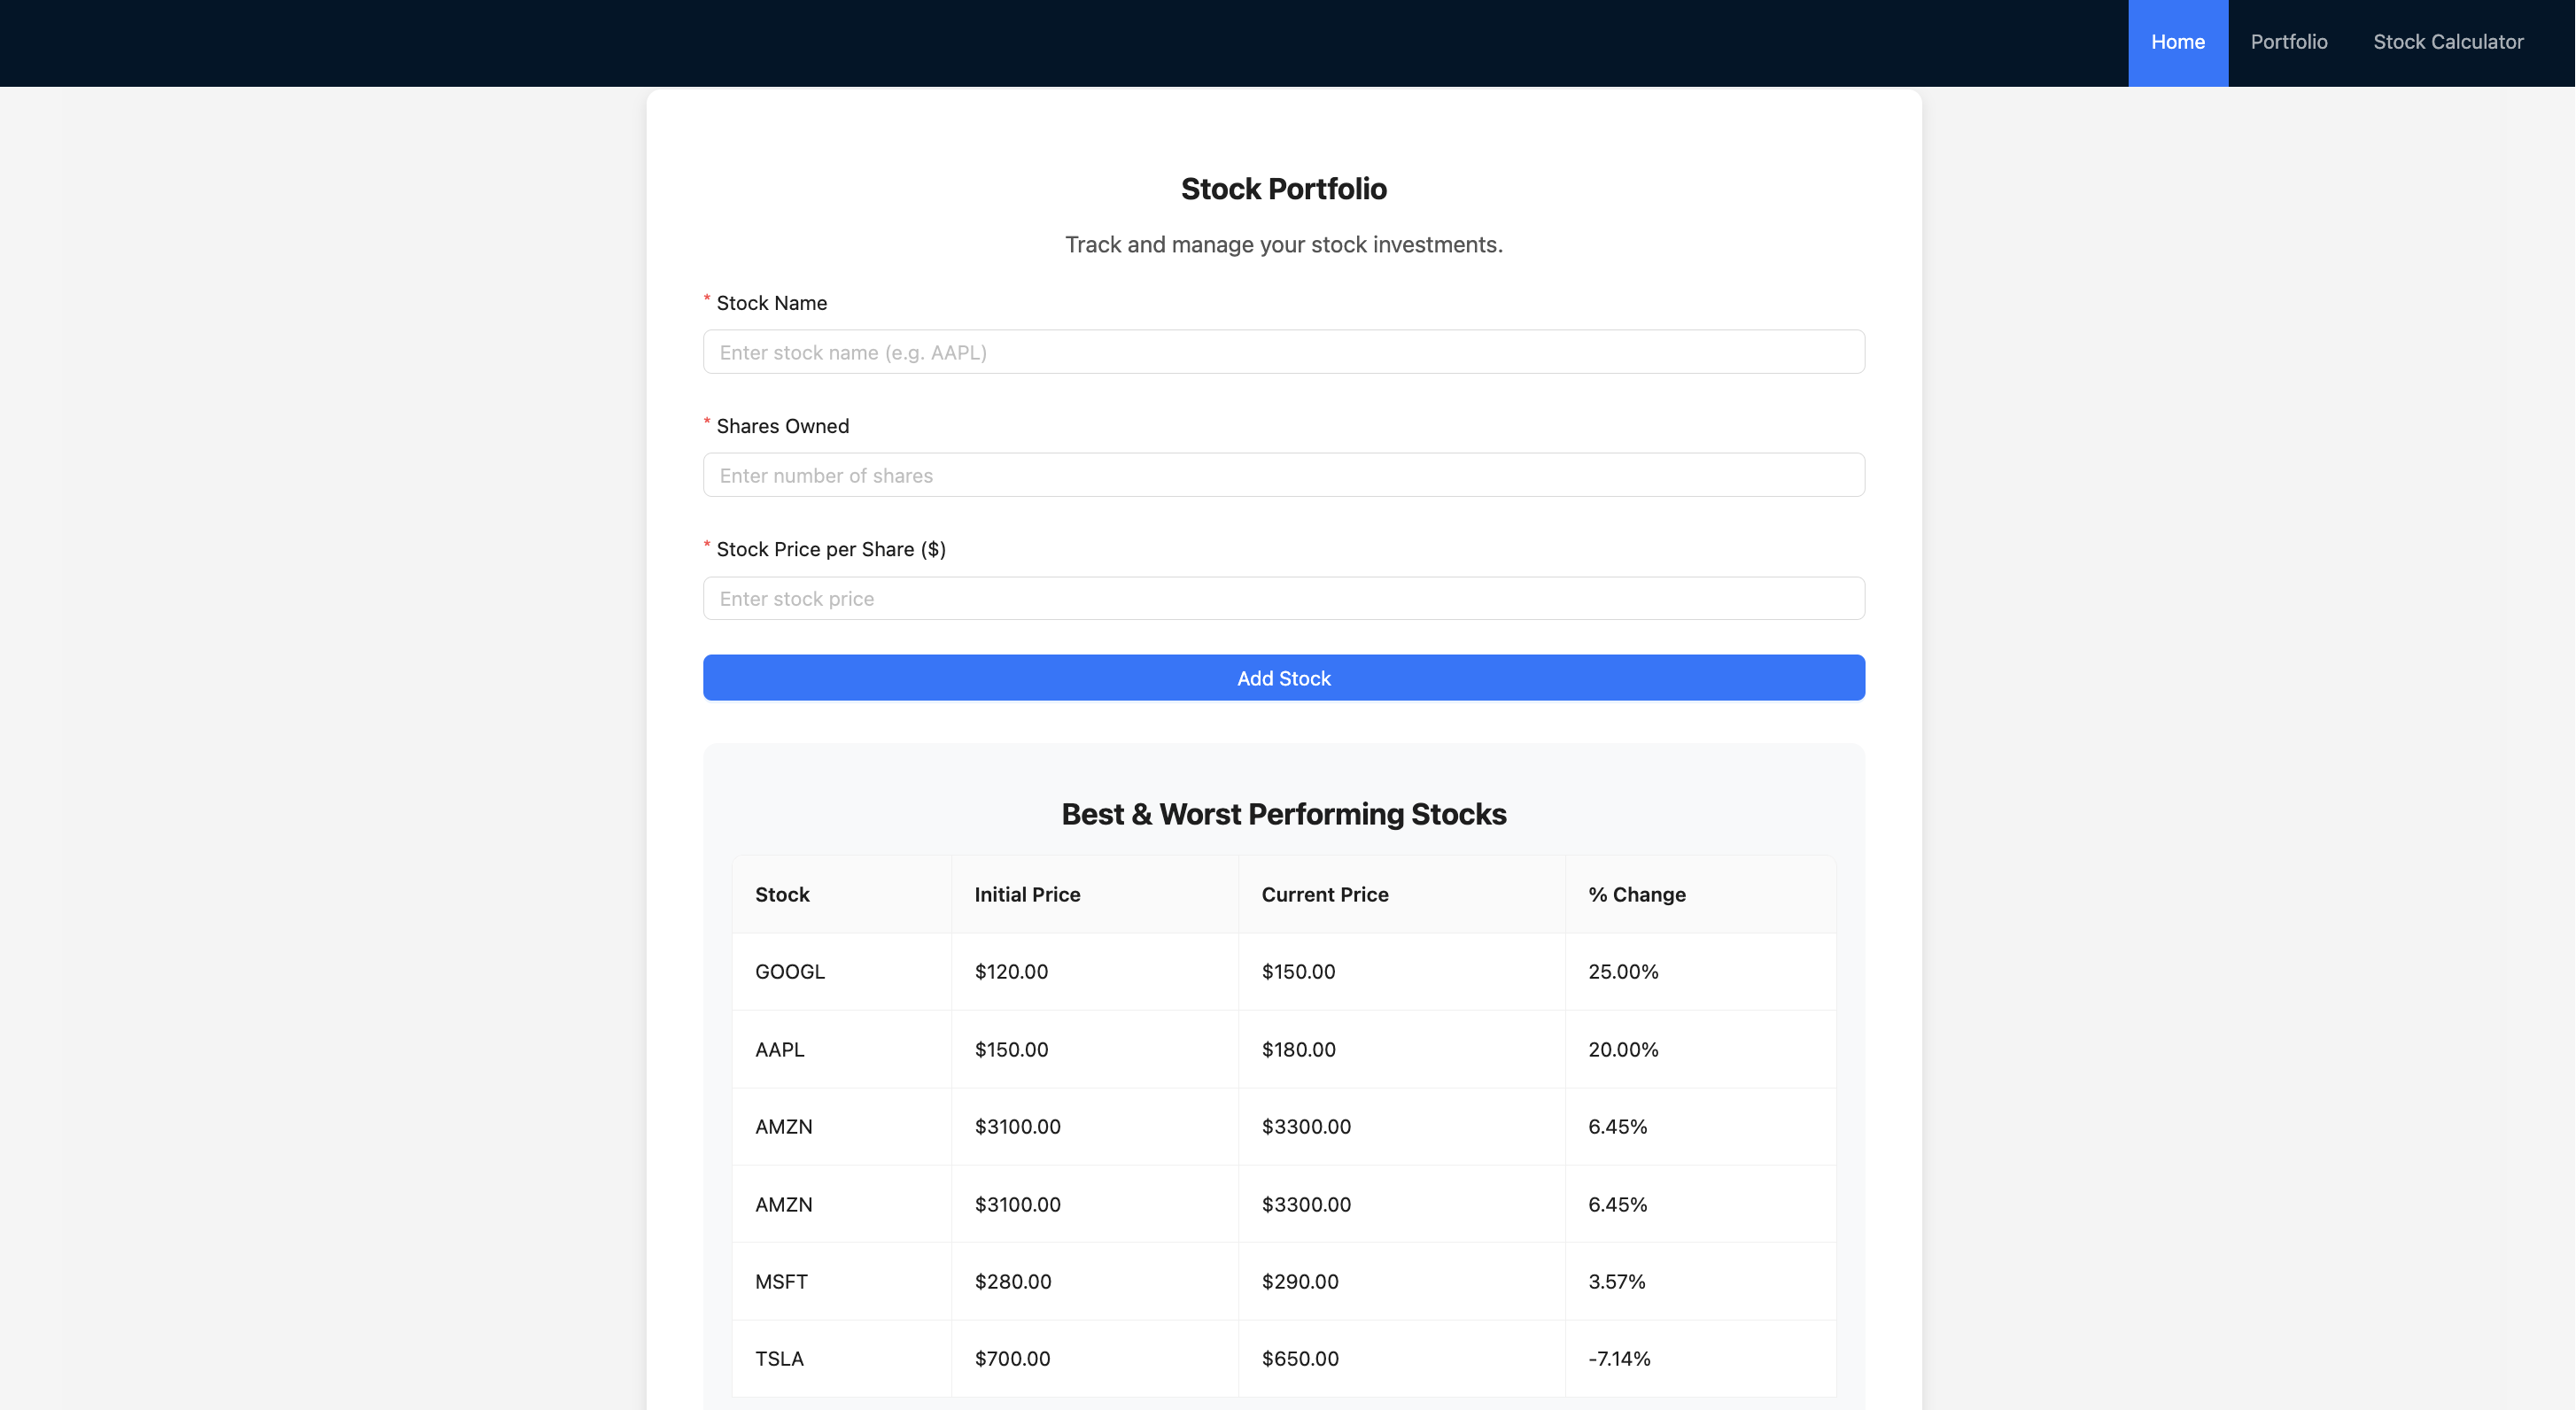 Home Portfolio Stock Calculator
Stock Portfolio
Track and manage your stock investments.
* Stock Name
Enter stock name (e.g. AAPL)
* Shares Owned
Enter number of shares
* Stock Price per Share ($)
Enter stock price
Add Stock
Best & Worst Performing Stocks
Stock Initial Price Current Price % Change
GOOGL $120.00 $150.00 25.00%
AAPL $150.00 $180.00 20.00%
AMZN $3100.00 $3300.00 6.45%
AMZN $3100.00 $3300.00 6.45%
MSFT $280.00 $290.00 3.57%
TSLA $700.00 $650.00 -7.14%